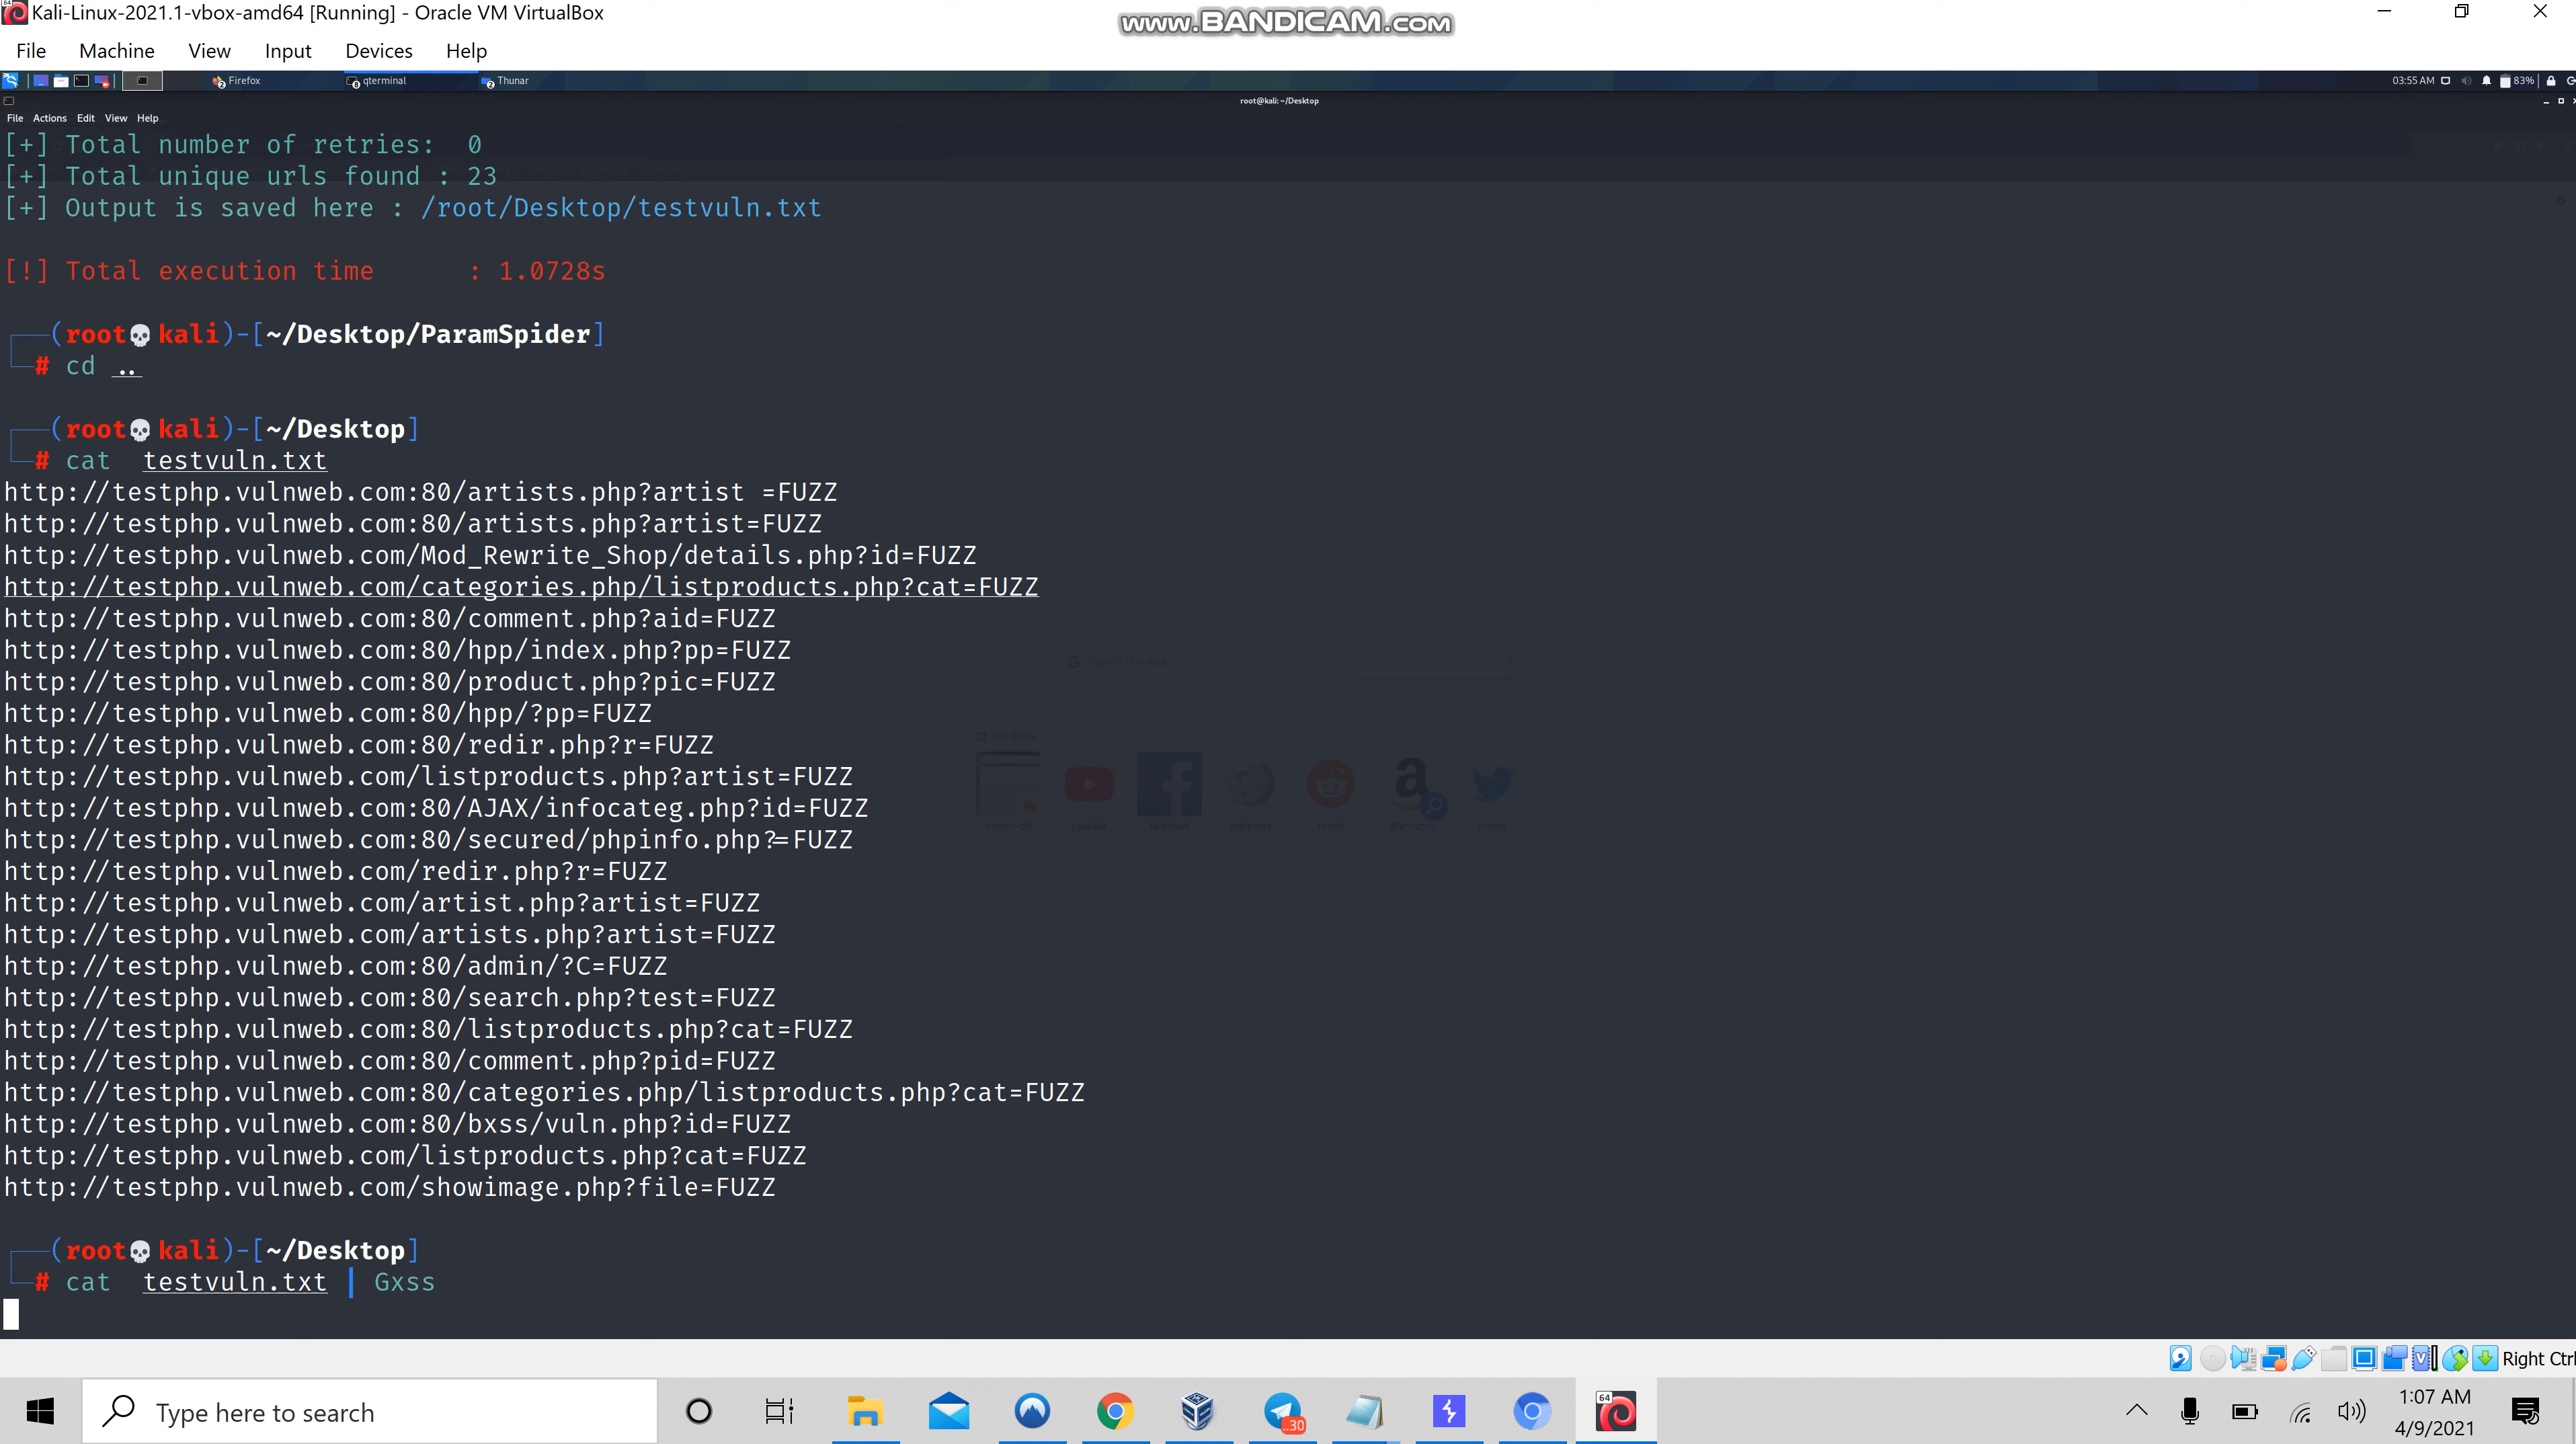 Kali-Linux-2021.1-vbox-amd64 [Running] - Oracle VM VirtualBox
www.BANDICAM.com
File Machine View Input Devices Help
Firefox qterminal Thunar 03:55 AM 83%
root@kali: ~/Desktop
File Actions Edit View Help
[+] Total number of retries: 0
[+] Total unique urls found : 23
[+] Output is saved here : /root/Desktop/testvuln.txt
[!] Total execution time : 1.0728s
(root💀kali)-[~/Desktop/ParamSpider]
# cd ..
(root💀kali)-[~/Desktop]
# cat testvuln.txt
http://testphp.vulnweb.com:80/artists.php?artist =FUZZ
http://testphp.vulnweb.com:80/artists.php?artist=FUZZ
http://testphp.vulnweb.com/Mod_Rewrite_Shop/details.php?id=FUZZ
http://testphp.vulnweb.com/categories.php/listproducts.php?cat=FUZZ
http://testphp.vulnweb.com:80/comment.php?aid=FUZZ
http://testphp.vulnweb.com:80/hpp/index.php?pp=FUZZ
http://testphp.vulnweb.com:80/product.php?pic=FUZZ
http://testphp.vulnweb.com:80/hpp/?pp=FUZZ
http://testphp.vulnweb.com:80/redir.php?r=FUZZ
http://testphp.vulnweb.com/listproducts.php?artist=FUZZ
http://testphp.vulnweb.com:80/AJAX/infocateg.php?id=FUZZ
http://testphp.vulnweb.com:80/secured/phpinfo.php?=FUZZ
http://testphp.vulnweb.com/redir.php?r=FUZZ
http://testphp.vulnweb.com/artist.php?artist=FUZZ
http://testphp.vulnweb.com/artists.php?artist=FUZZ
http://testphp.vulnweb.com:80/admin/?C=FUZZ
http://testphp.vulnweb.com:80/search.php?test=FUZZ
http://testphp.vulnweb.com:80/listproducts.php?cat=FUZZ
http://testphp.vulnweb.com:80/comment.php?pid=FUZZ
http://testphp.vulnweb.com:80/categories.php/listproducts.php?cat=FUZZ
http://testphp.vulnweb.com:80/bxss/vuln.php?id=FUZZ
http://testphp.vulnweb.com/listproducts.php?cat=FUZZ
http://testphp.vulnweb.com/showimage.php?file=FUZZ
(root💀kali)-[~/Desktop]
# cat testvuln.txt | Gxss
Right Ctrl
Type here to search
1:07 AM
4/9/2021